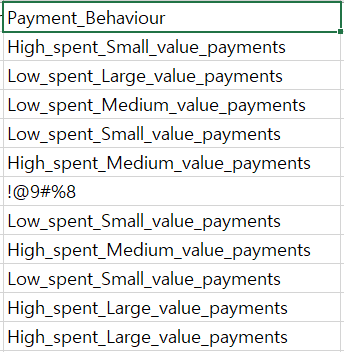 Payment_Behaviour
High_spent_Small_value_payments
Low_spent_Large_value_payments
Low_spent_Medium_value_payments
Low_spent_Small_value_payments
High_spent_Medium_value_payments
!@9#%8
Low_spent_Small_value_payments
High_spent_Medium_value_payments
Low_spent_Small_value_payments
High_spent_Large_value_payments
High_spent_Large_value_payments